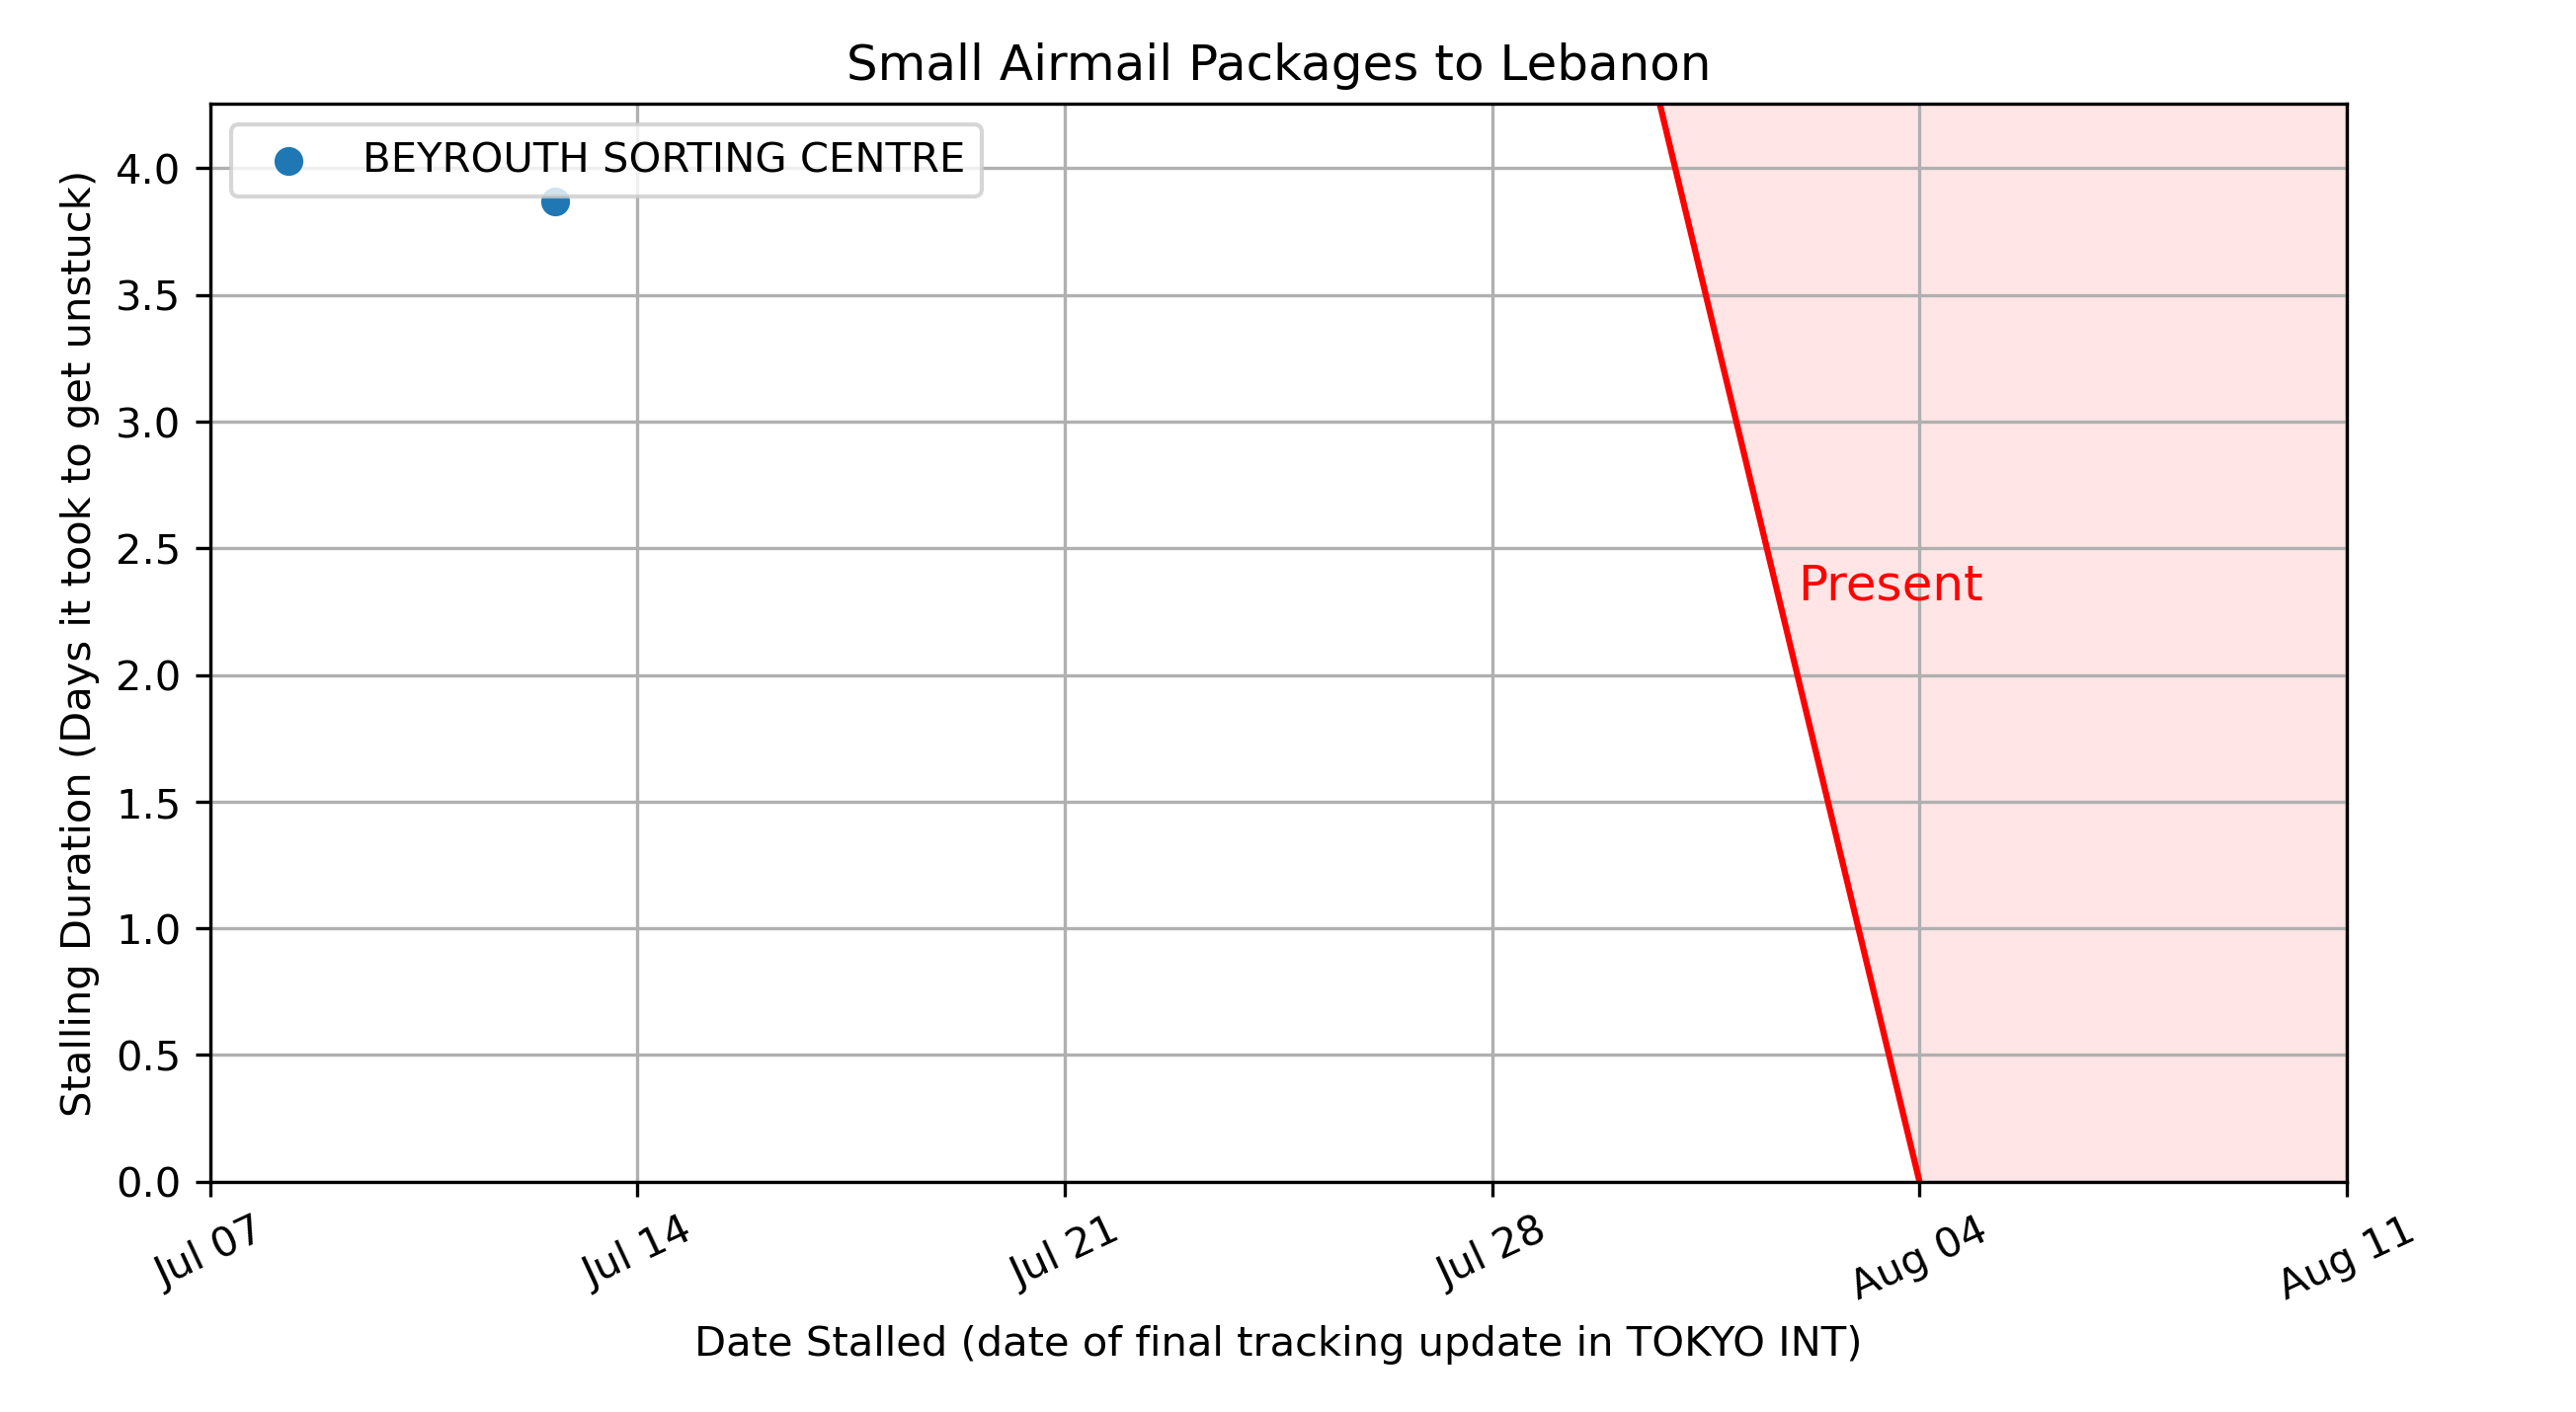 Small Airmail Packages to Lebanon
BEYROUTH SORTING CENTRE
Stalling Duration (Days it took to get unstuck)
4.0
3.5
3.0
2.5
2.0
1.5
1.0
0.5
0.0
Present
Jul 07
Jul 14
Jul 21
Jul 28
Aug 04
Aug 11
Date Stalled (date of final tracking update in TOKYO INT)